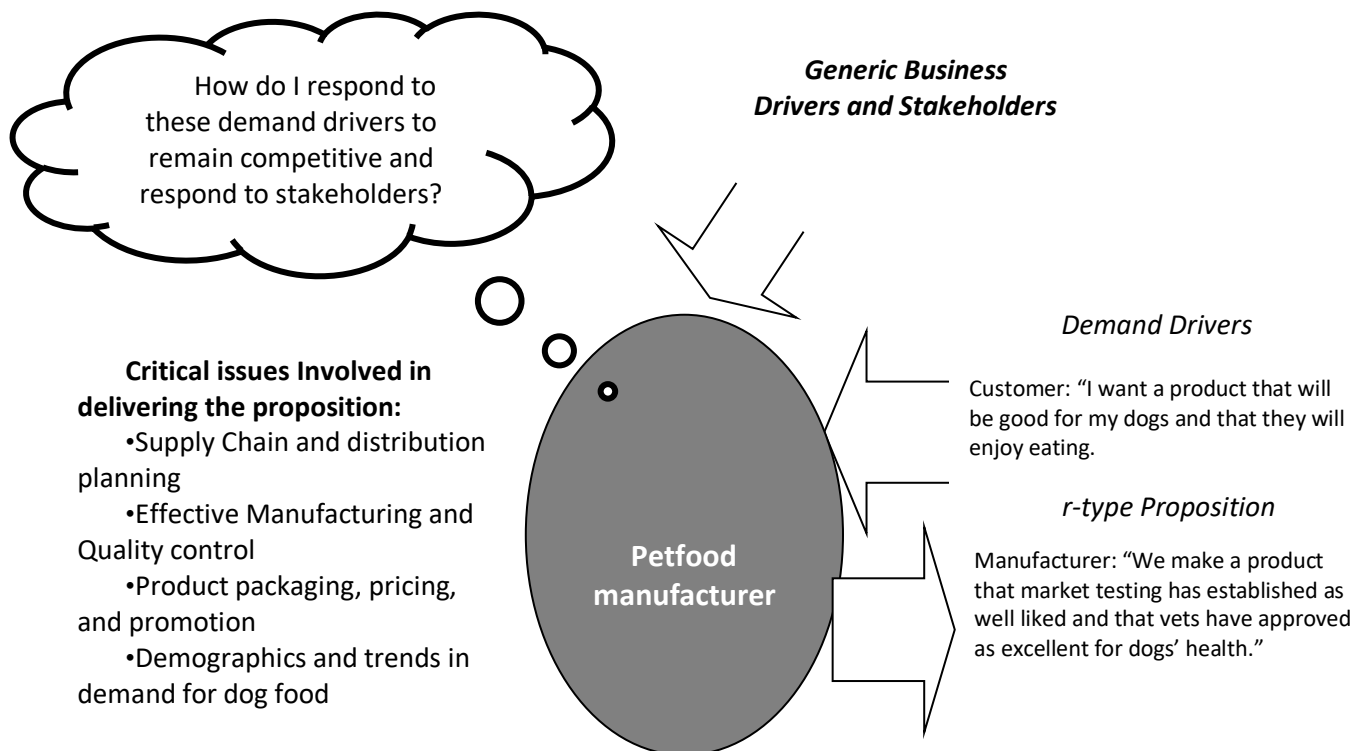 How do I respond to
these demand drivers to
remain competitive and
respond to stakeholders?
Generic Business
Drivers and Stakeholders
Demand Drivers
Customer: “I want a product that will
be good for my dogs and that they will
enjoy eating.
r-type Proposition
Manufacturer: “We make a product
that market testing has established as
well liked and that vets have approved
as excellent for dogs’ health.”
Critical issues Involved in
delivering the proposition:
•Supply Chain and distribution
planning
•Effective Manufacturing and
Quality control
•Product packaging, pricing,
and promotion
•Demographics and trends in
demand for dog food
Petfood
manufacturer